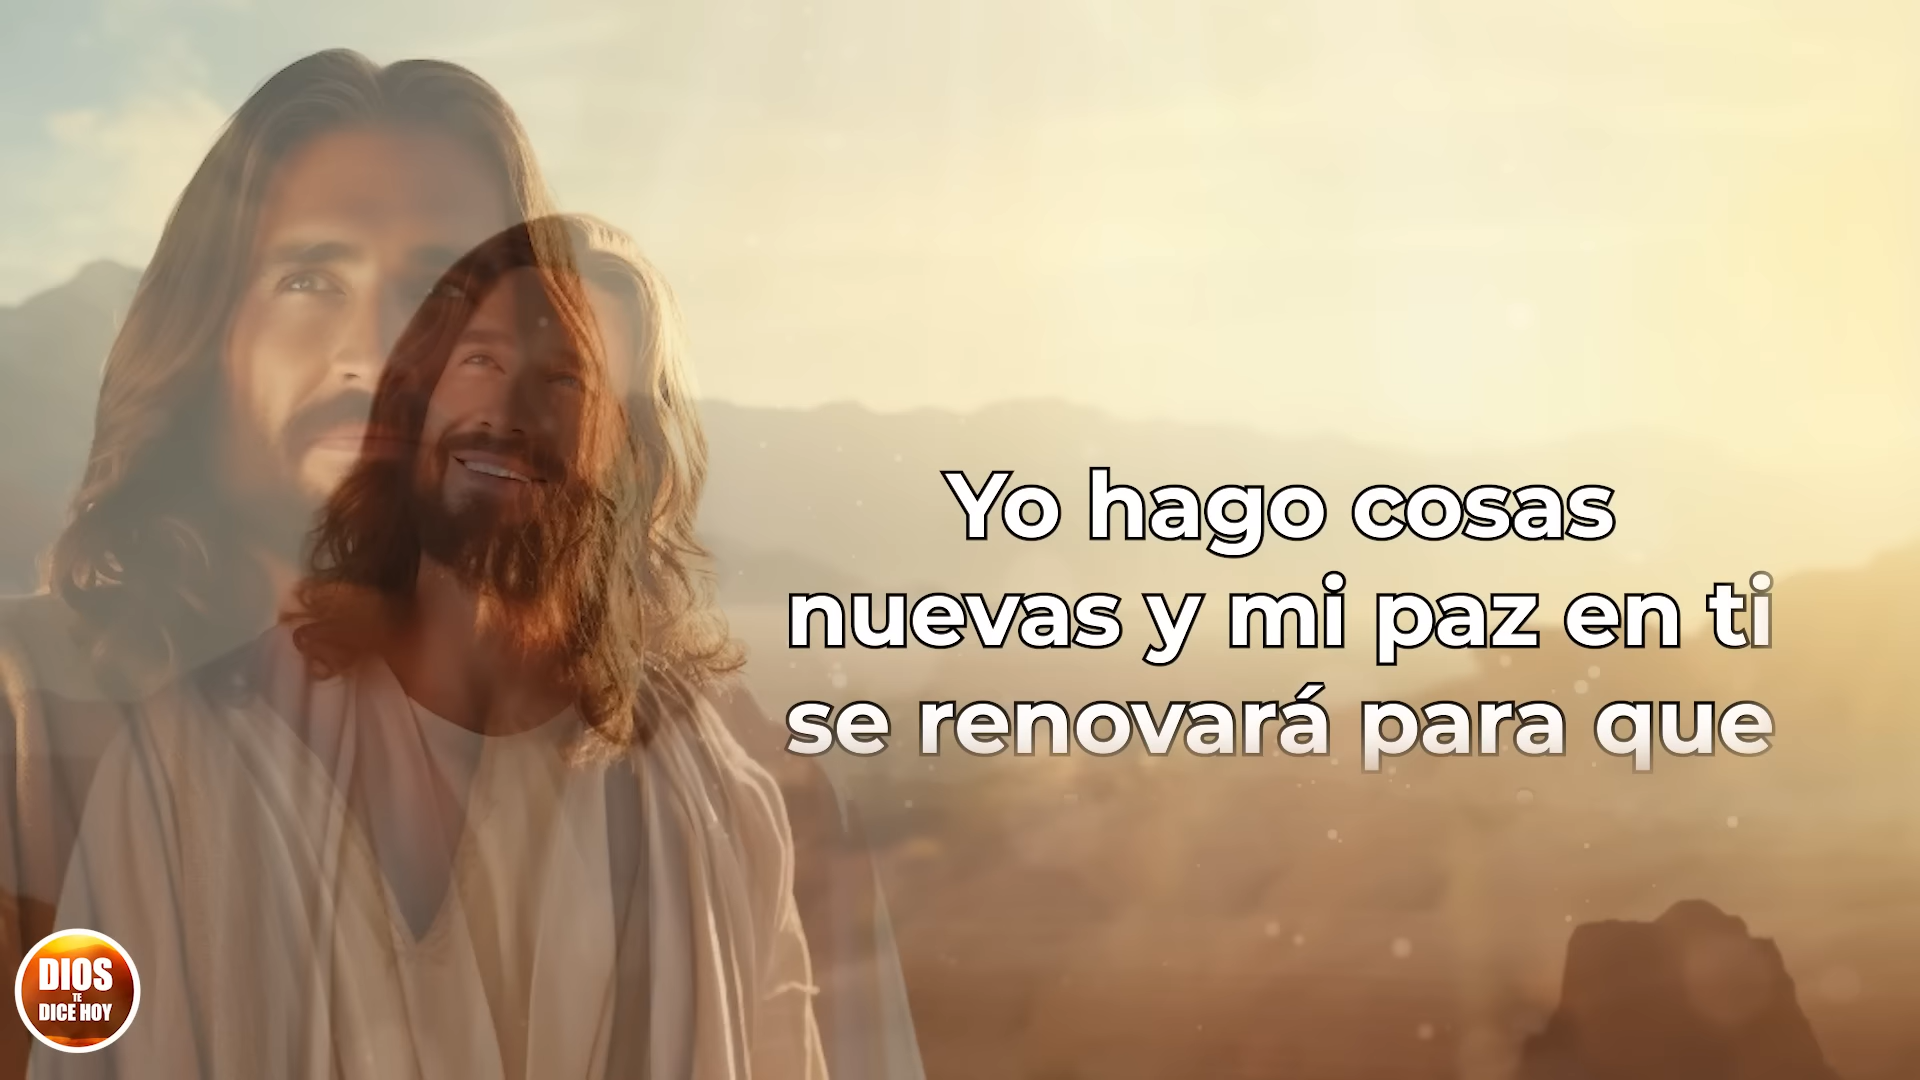 Yo hago cosas
nuevas y mi paz en ti
se renovará para que
DIOS
TE
DICE HOY